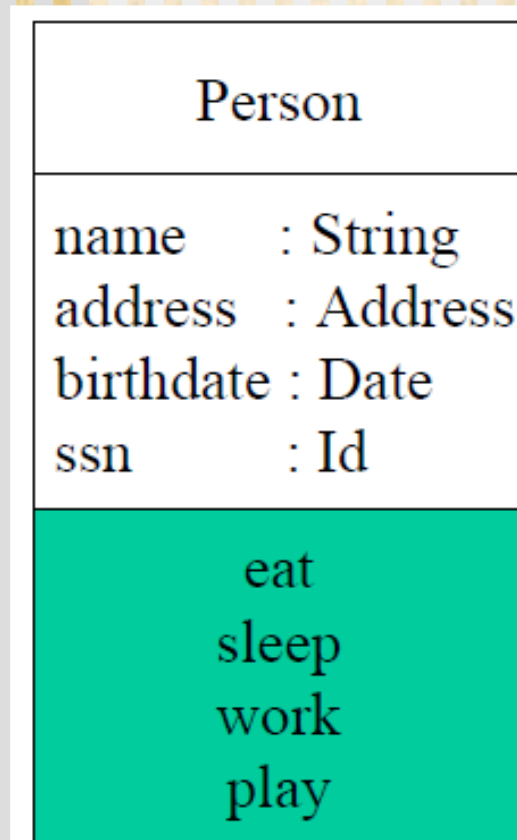 Person
name : String
address : Address
birthdate : Date
ssn : Id
eat
sleep
work
play